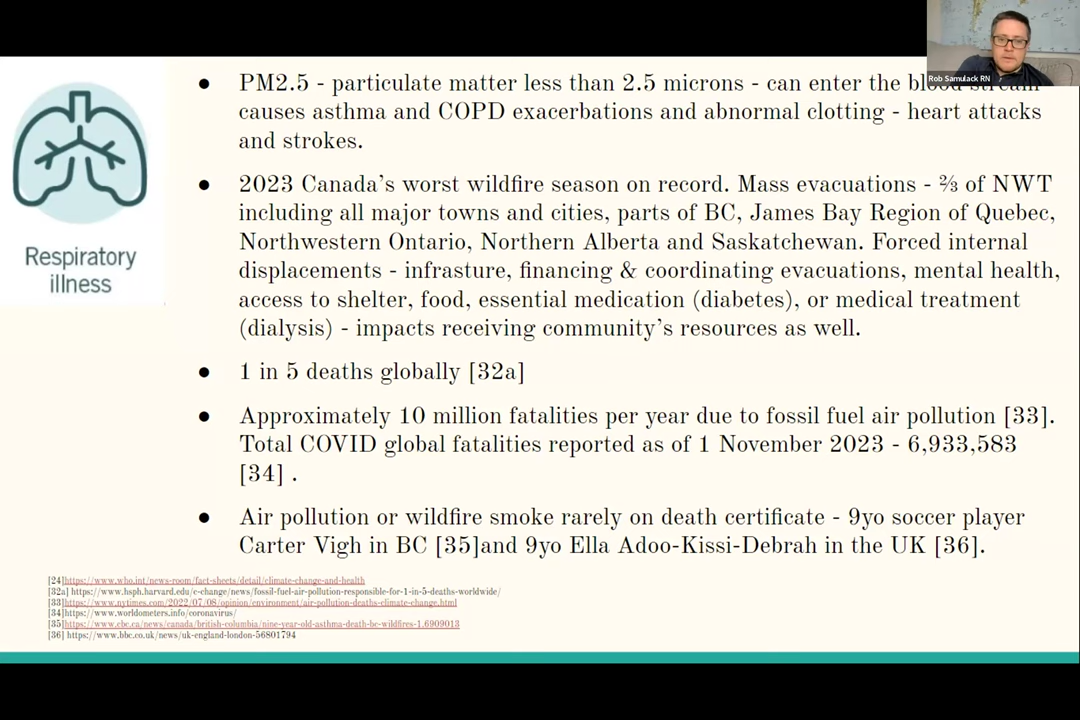 Rob Samulack RN
Respiratory
illness
● PM2.5 - particulate matter less than 2.5 microns - can enter the blood stream
causes asthma and COPD exacerbations and abnormal clotting - heart attacks
and strokes.
● 2023 Canada's worst wildfire season on record. Mass evacuations - ⅔ of NWT
including all major towns and cities, parts of BC, James Bay Region of Quebec,
Northwestern Ontario, Northern Alberta and Saskatchewan. Forced internal
displacements - infrasture, financing & coordinating evacuations, mental health,
access to shelter, food, essential medication (diabetes), or medical treatment
(dialysis) - impacts receiving community's resources as well.
● 1 in 5 deaths globally [32a]
● Approximately 10 million fatalities per year due to fossil fuel air pollution [33].
Total COVID global fatalities reported as of 1 November 2023 - 6,933,583
[34] .
● Air pollution or wildfire smoke rarely on death certificate - 9yo soccer player
Carter Vigh in BC [35]and 9yo Ella Adoo-Kissi-Debrah in the UK [36].
[24]https://www.who.int/news-room/fact-sheets/detail/climate-change-and-health
[32a] https://www.hsph.harvard.edu/c-change/news/fossil-fuel-air-pollution-responsible-for-1-in-5-deaths-worldwide/
[33]https://www.nytimes.com/2022/07/08/opinion/environment/air-pollution-deaths-climate-change.html
[34]https://www.worldometers.info/coronavirus/
[35]https://www.cbc.ca/news/canada/british-columbia/nine-year-old-asthma-death-bc-wildfires-1.6909013
[36] https://www.bbc.co.uk/news/uk-england-london-56801794